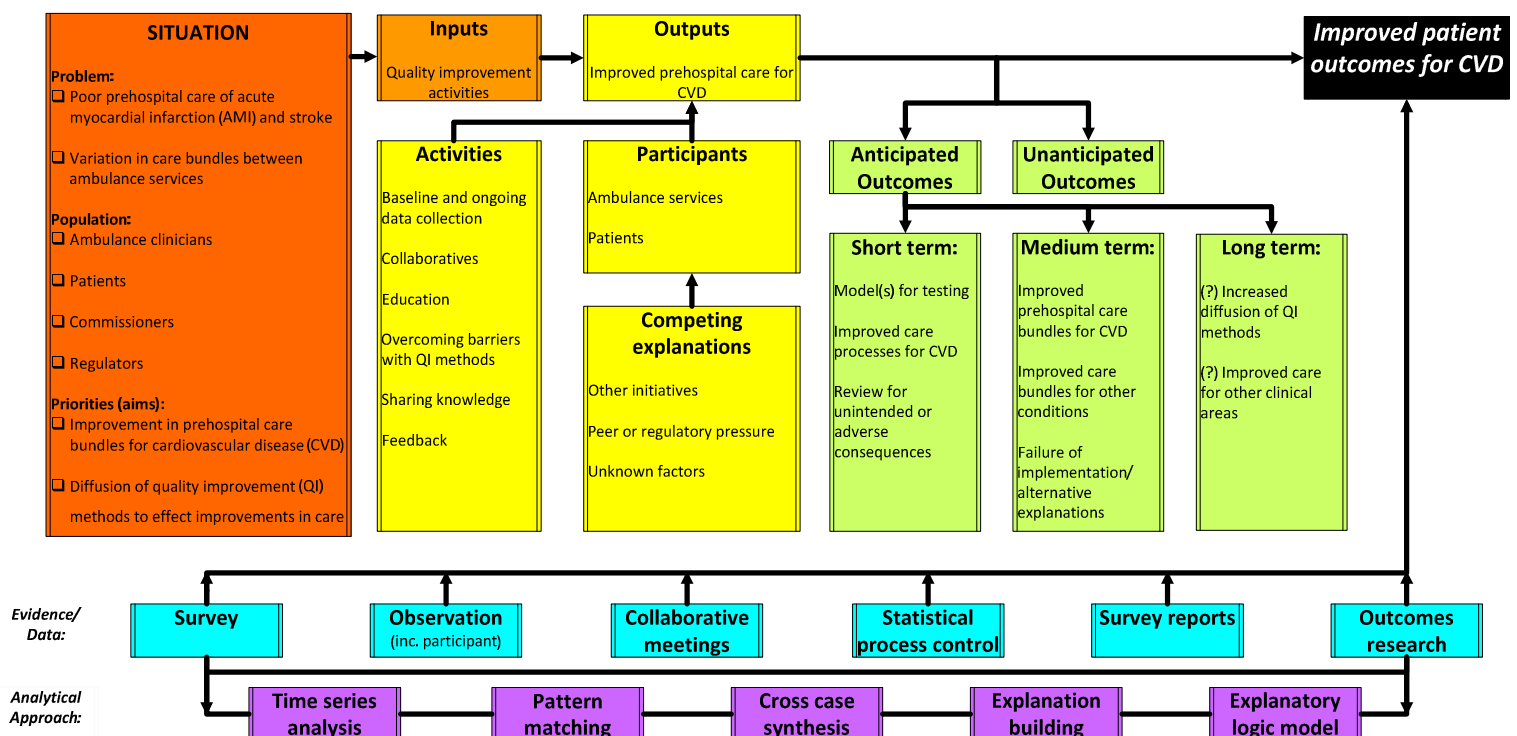 SITUATION
Problem:
❑ Poor prehospital care of acute
myocardial infarction (AMI) and stroke
❑ Variation in care bundles between
ambulance services
Population:
❑ Ambulance clinicians
❑ Patients
❑ Commissioners
❑ Regulators
Priorities (aims):
❑ Improvement in prehospital care
bundles for cardiovascular disease (CVD)
❑ Diffusion of quality improvement (QI)
methods to effect improvements in care
Inputs
Quality improvement
activities
Outputs
Improved prehospital care for
CVD
Improved patient
outcomes for CVD
Activities
Baseline and ongoing
data collection
Collaboratives
Education
Overcoming barriers
with QI methods
Sharing knowledge
Feedback
Participants
Ambulance services
Patients
Competing
explanations
Other initiatives
Peer or regulatory pressure
Unknown factors
Anticipated
Outcomes
Unanticipated
Outcomes
Short term:
Model(s) for testing
Improved care
processes for CVD
Review for
unintended or
adverse
consequences
Medium term:
Improved
prehospital care
bundles for CVD
Improved care
bundles for other
conditions
Failure of
implementation/
alternative
explanations
Long term:
(?) Increased
diffusion of QI
methods
(?) Improved care
for other clinical
areas
Evidence/
Data:
Survey
Observation
(inc. participant)
Collaborative
meetings
Statistical
process control
Survey reports
Outcomes
research
Analytical
Approach:
Time series
analysis
Pattern
matching
Cross case
synthesis
Explanation
building
Explanatory
logic model